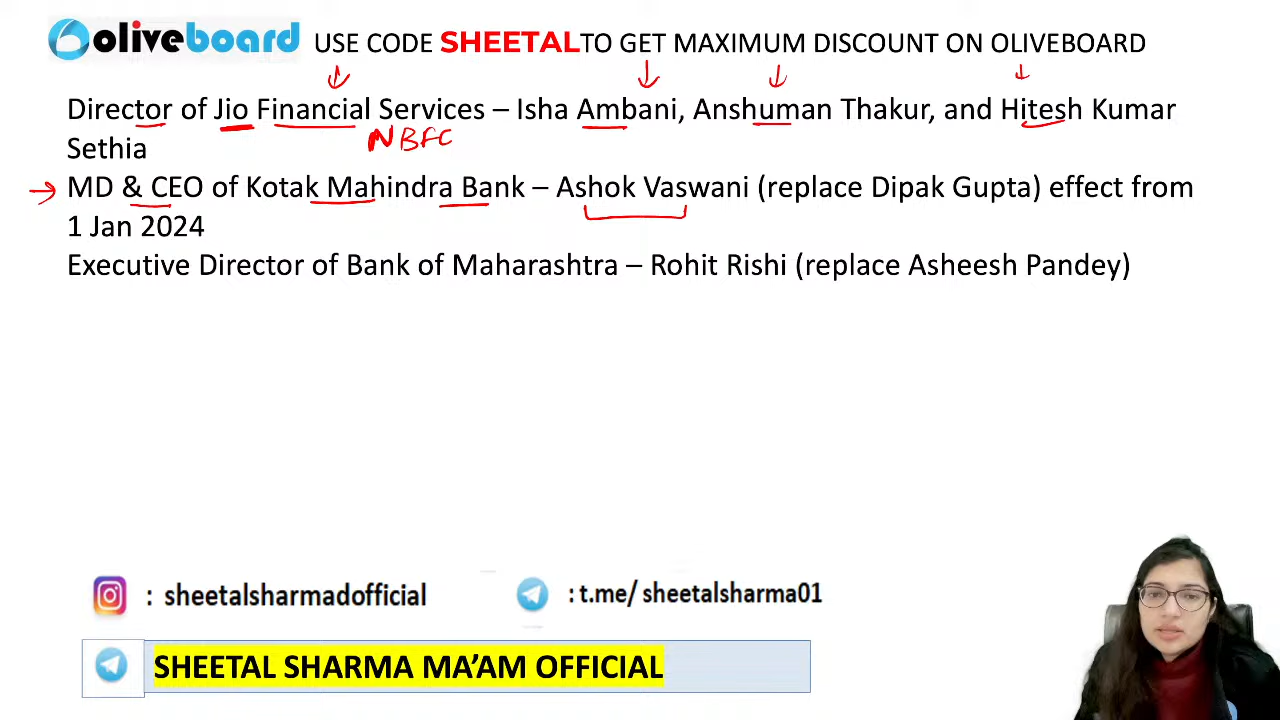 oliveboard USE CODE SHEETAL TO GET MAXIMUM DISCOUNT ON OLIVEBOARD
Director of Jio Financial Services – Isha Ambani, Anshuman Thakur, and Hitesh Kumar
NBFC
Sethia
MD & CEO of Kotak Mahindra Bank – Ashok Vaswani (replace Dipak Gupta) effect from
1 Jan 2024
Executive Director of Bank of Maharashtra – Rohit Rishi (replace Asheesh Pandey)
: sheetalsharmadofficial
: t.me/ sheetalsharma01
SHEETAL SHARMA MA’AM OFFICIAL